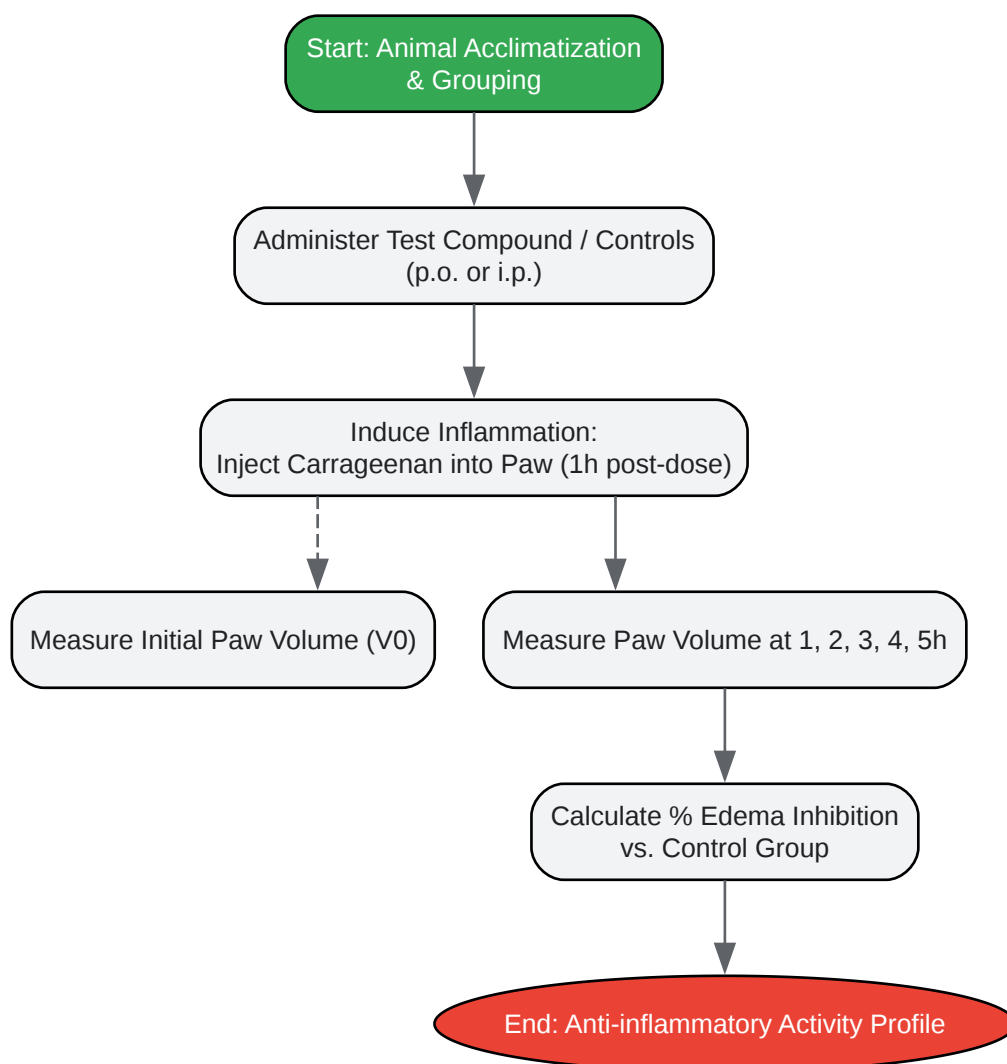 Start: Animal Acclimatization
& Grouping
Administer Test Compound / Controls
(p.o. or i.p.)
Induce Inflammation:
Inject Carrageenan into Paw (1h post-dose)
Measure Initial Paw Volume (V0)
Measure Paw Volume at 1, 2, 3, 4, 5h
Calculate % Edema Inhibition
vs. Control Group
End: Anti-inflammatory Activity Profile